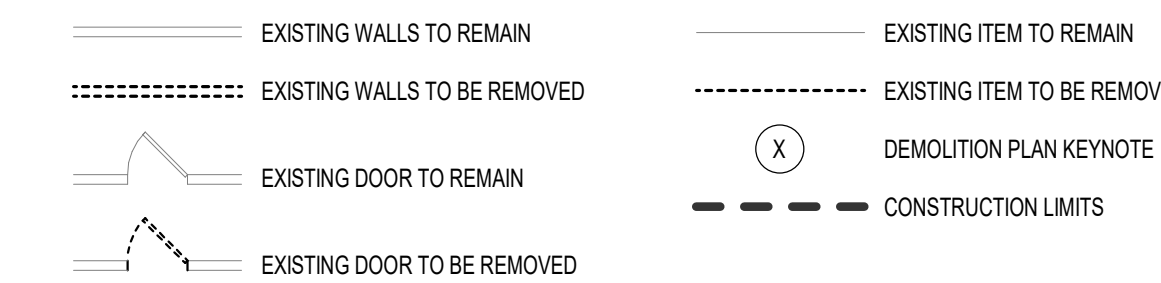 EXISTING WALLS TO REMAIN
EXISTING WALLS TO BE REMOVED
EXISTING DOOR TO REMAIN
EXISTING DOOR TO BE REMOVED
EXISTING ITEM TO REMAIN
EXISTING ITEM TO BE REMOV
X DEMOLITION PLAN KEYNOTE
CONSTRUCTION LIMITS